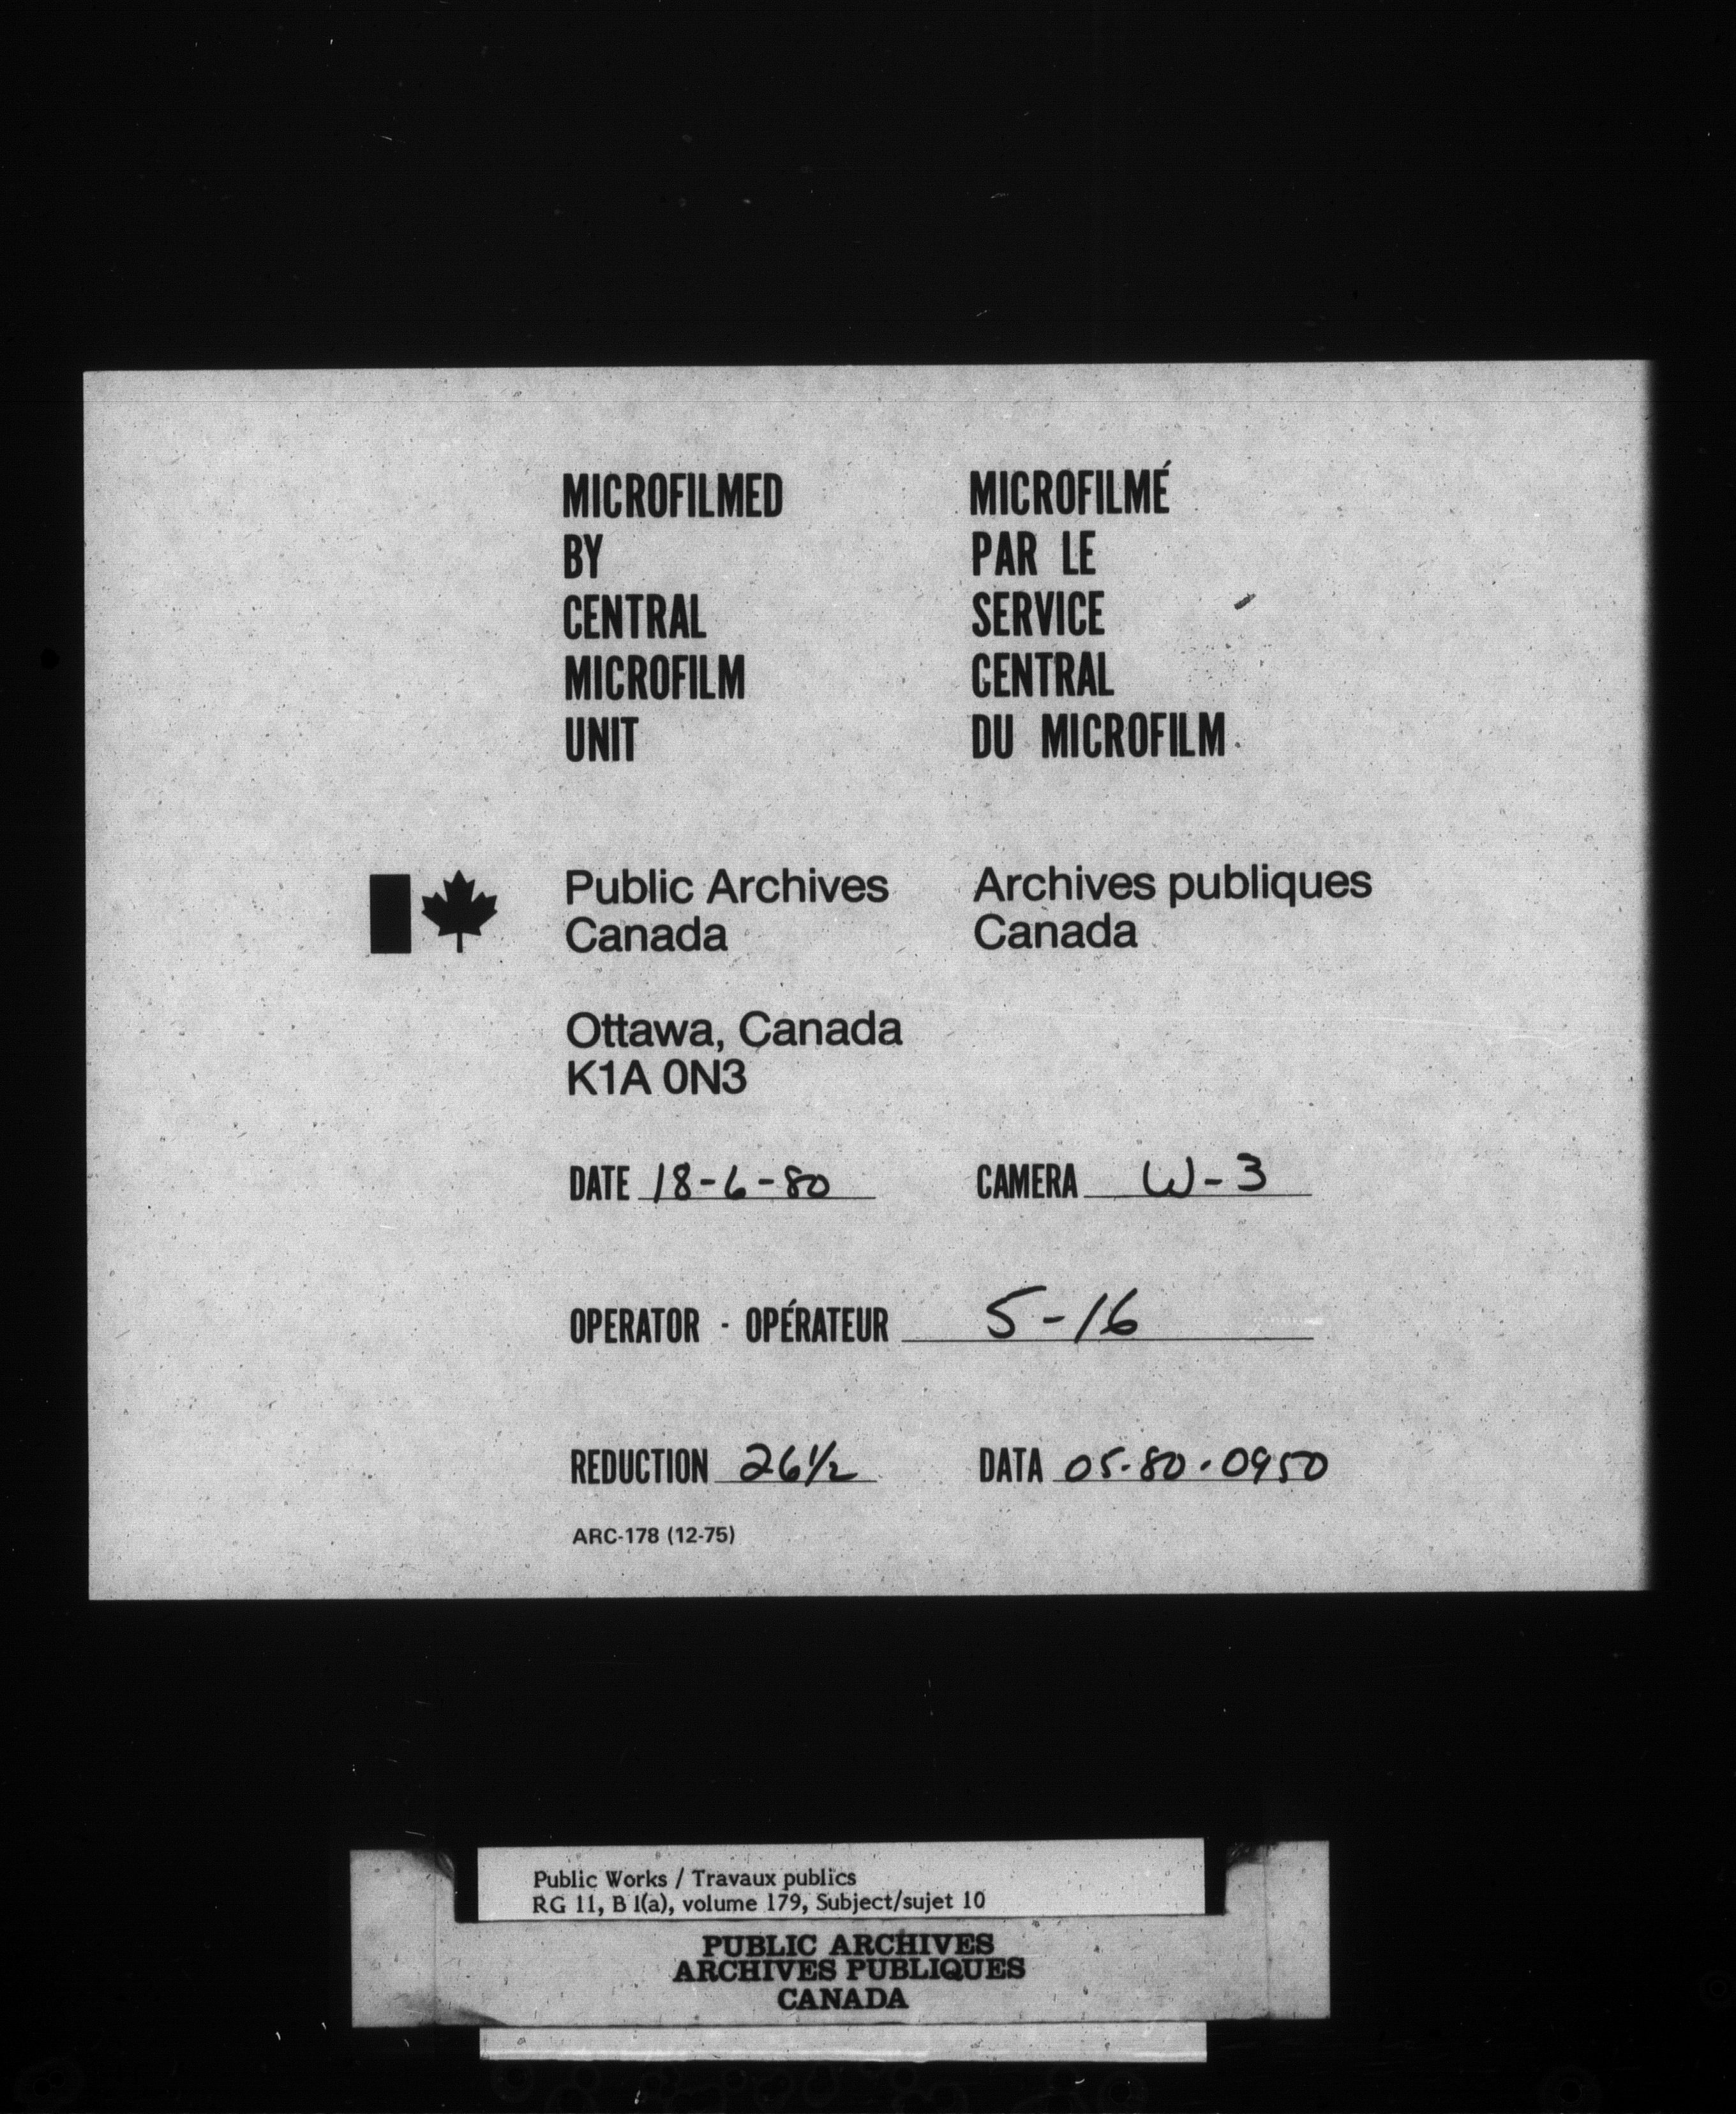 MICROFILMED
BY
CENTRAL
MICROFILM
UNIT
MICROFILMÉ
PAR LE
SERVICE
CENTRAL
DU MICROFILM
Public Archives
Canada
Archives publiques
Canada
Ottawa, Canada
K1A 0N3
DATE 18-6-80
CAMERA W-3
OPERATOR - OPÉRATEUR 5-16
REDUCTION 26½
DATA 05-80-0950
ARC-178 (12-75)
Public Works / Travaux publics
RG 11, B 1(a), volume 179, Subject/sujet 10
PUBLIC ARCHIVES
ARCHIVES PUBLIQUES
CANADA